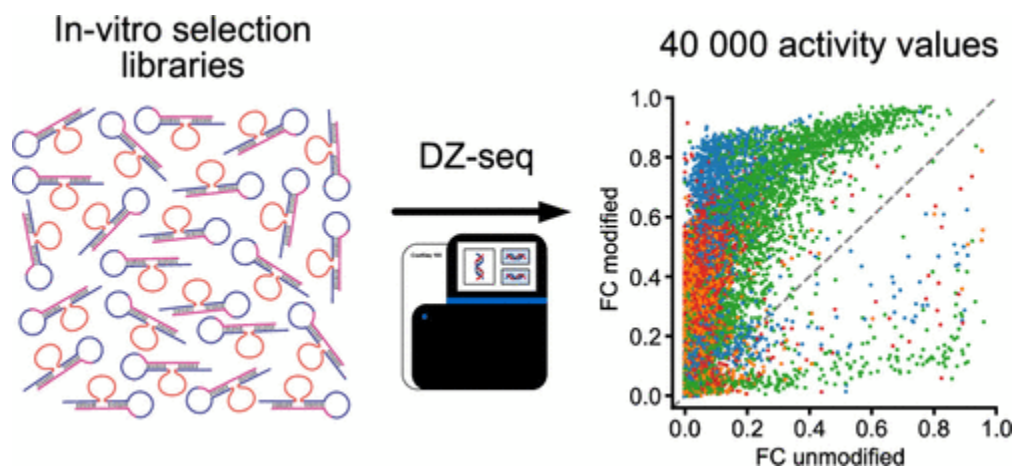 In-vitro selection
libraries
DZ-seq
40 000 activity values
FC modified
1.0
0.8
0.6
0.4
0.2
0.0
0.0 0.2 0.4 0.6 0.8 1.0
FC unmodified